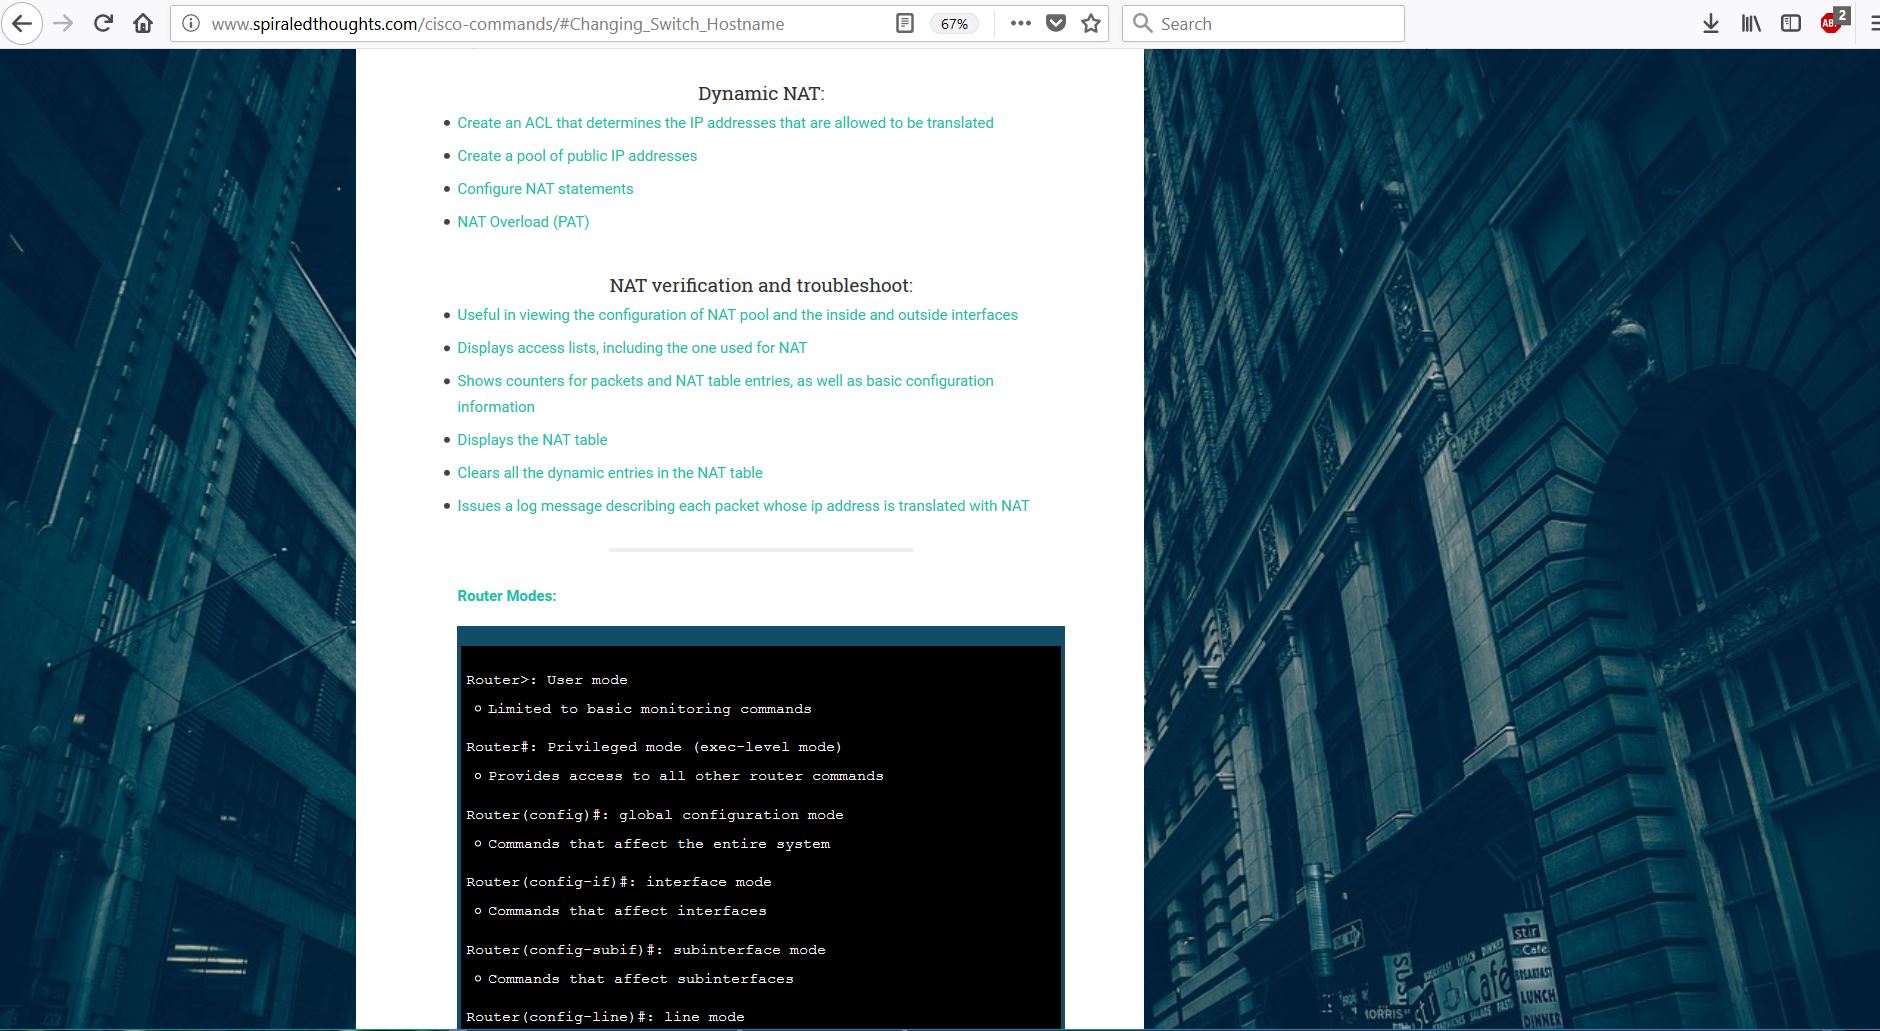 www.spiraledthoughts.com/cisco-commands/#Changing_Switch_Hostname
67%
Search
2
Dynamic NAT:
Create an ACL that determines the IP addresses that are allowed to be translated
Create a pool of public IP addresses
Configure NAT statements
NAT Overload (PAT)
NAT verification and troubleshoot:
Useful in viewing the configuration of NAT pool and the inside and outside interfaces
Displays access lists, including the one used for NAT
Shows counters for packets and NAT table entries, as well as basic configuration
information
Displays the NAT table
Clears all the dynamic entries in the NAT table
Issues a log message describing each packet whose ip address is translated with NAT
Router Modes:
Router>: User mode
Limited to basic monitoring commands
Router#: Privileged mode (exec-level mode)
Provides access to all other router commands
Router(config)#: global configuration mode
Commands that affect the entire system
Router(config-if)#: interface mode
Commands that affect interfaces
Router(config-subif)#: subinterface mode
Commands that affect subinterfaces
Router(config-line)#: line mode
stir
Cafe
BREAKFAST
LUNCH
DINNER
Café